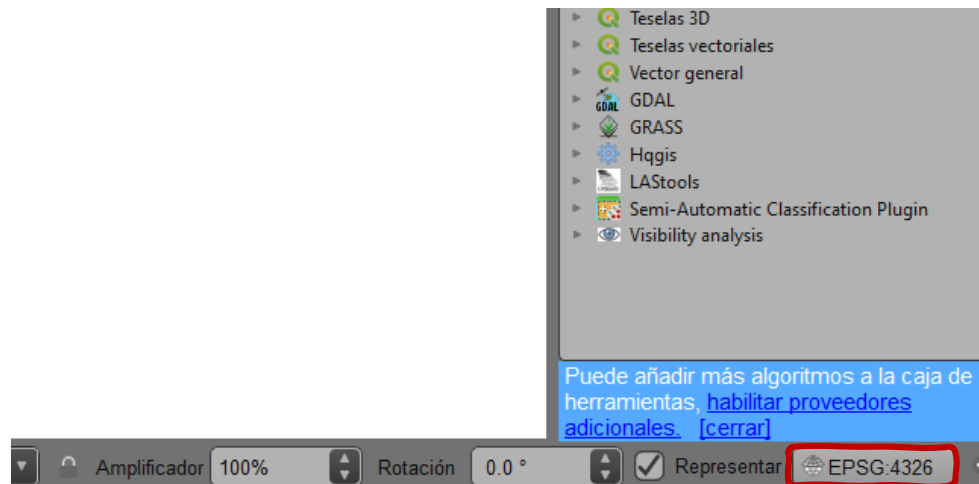 Teselas 3D
Teselas vectoriales
Vector general
GDAL GDAL
GRASS
Hqgis
LAStools
Semi-Automatic Classification Plugin
Visibility analysis
Puede añadir más algoritmos a la caja de
herramientas, habilitar proveedores
adicionales. [cerrar]
Amplificador 100% Rotación 0.0 ° Representar EPSG:4326